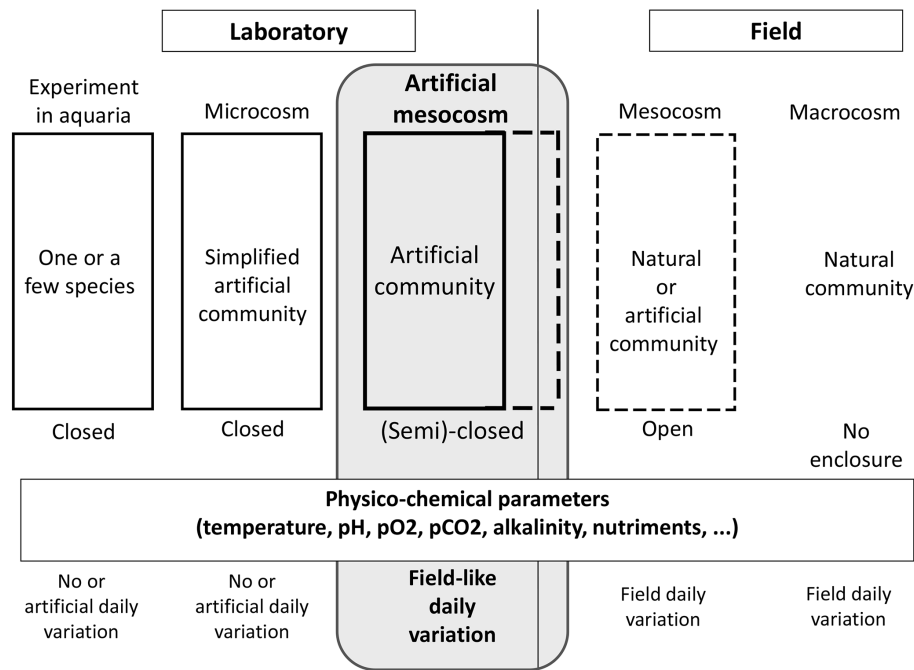 Laboratory
Field
Experiment
in aquaria
Microcosm
Artificial
mesocosm
Mesocosm
Macrocosm
One or a
few species
Simplified
artificial
community
Artificial
community
Natural
or
artificial
community
Natural
community
Closed
Closed
(Semi)-closed
Open
No
enclosure
Physico-chemical parameters
(temperature, pH, pO2, pCO2, alkalinity, nutriments, ...)
No or
artificial daily
variation
No or
artificial daily
variation
Field-like
daily
variation
Field daily
variation
Field daily
variation